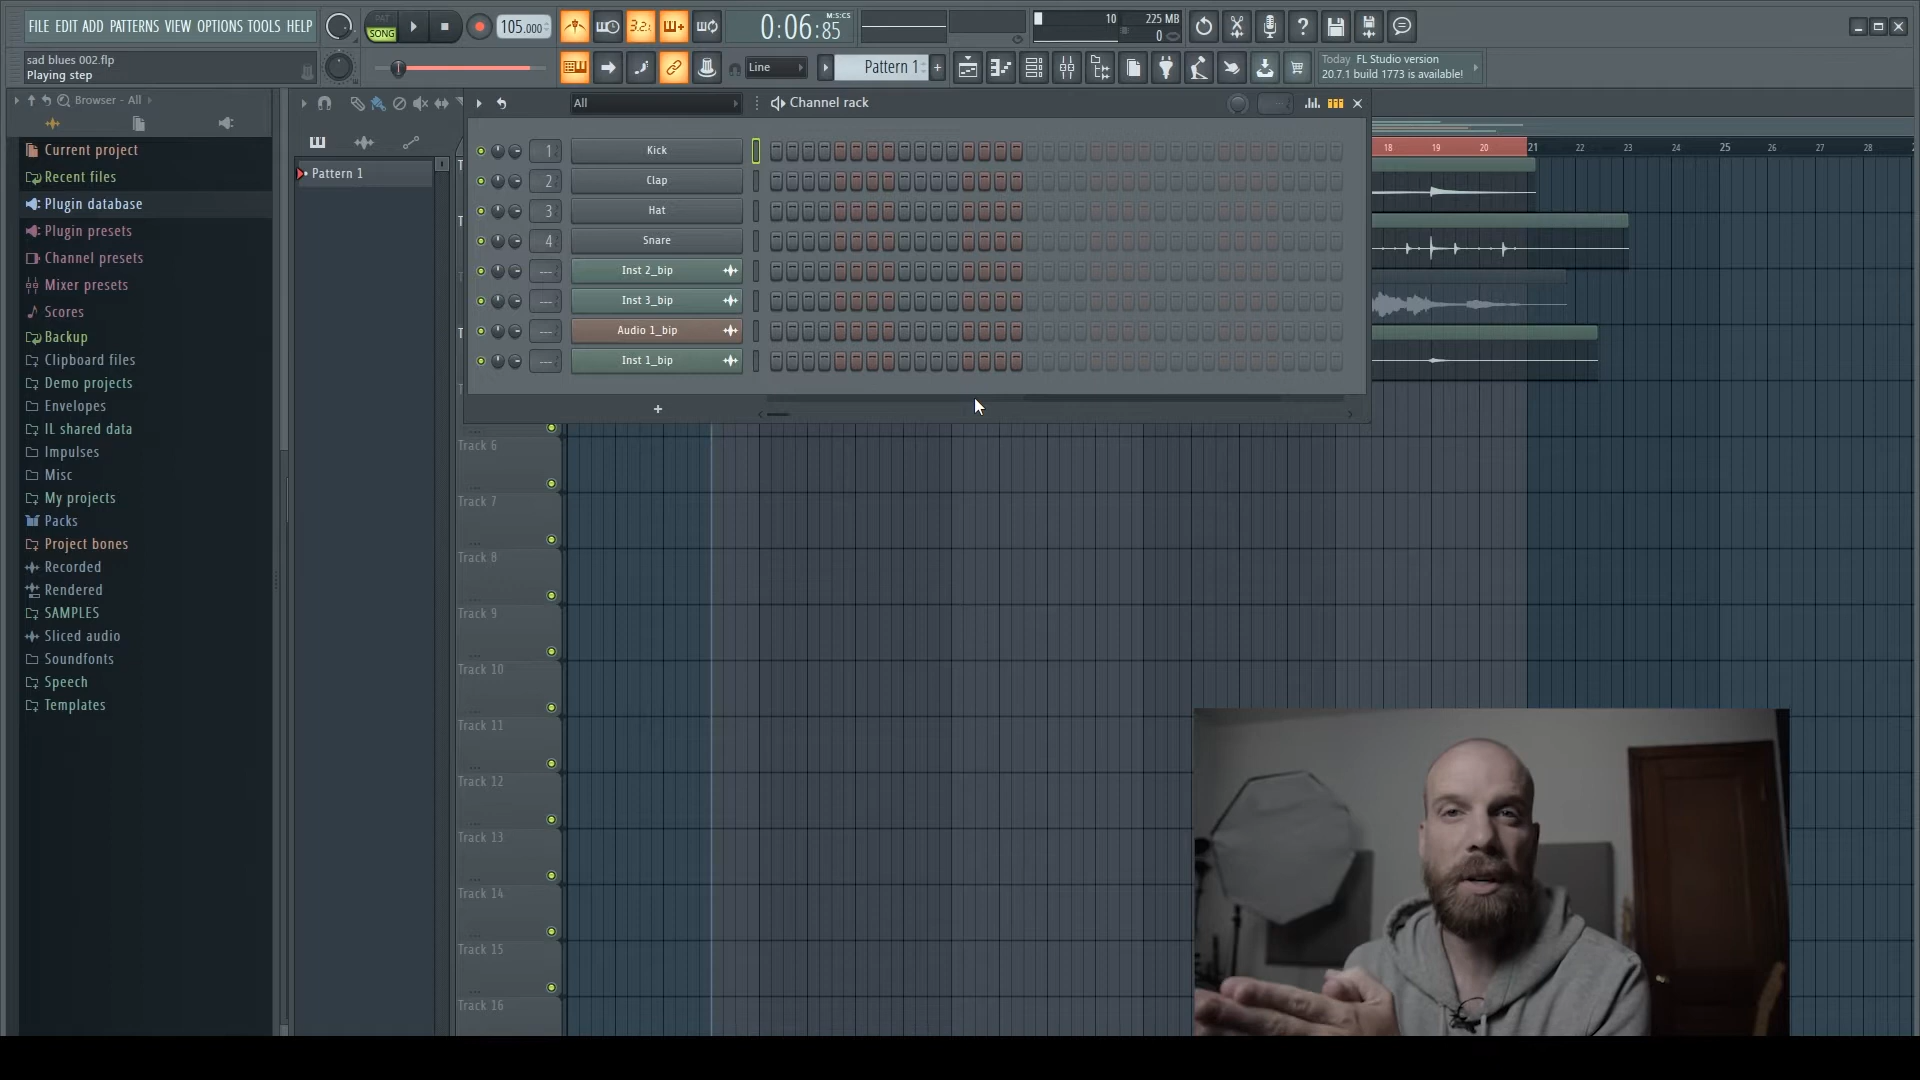 FILE EDIT ADD PATTERNS VIEW OPTIONS TOOLS HELP
PAT
SONG
105.000
3.2.
0:06:85
M:S:CS
10
225 MB
0
sad blues 002.flp
Playing step
Line
Pattern 1
+
Today FL Studio version
20.7.1 build 1773 is available!
Browser - All
All
Channel rack
Current project
Recent files
Plugin database
Plugin presets
Channel presets
Mixer presets
Scores
Backup
Clipboard files
Demo projects
Envelopes
IL shared data
Impulses
Misc
My projects
Packs
Project bones
Recorded
Rendered
SAMPLES
Sliced audio
Soundfonts
Speech
Templates
Pattern 1
1 Kick
2 Clap
3 Hat
4 Snare
--- Inst 2_bip
--- Inst 3_bip
--- Audio 1_bip
--- Inst 1_bip
+
18 19 20 21 22 23 24 25 26 27 28
Track 6
Track 7
Track 8
Track 9
Track 10
Track 11
Track 12
Track 13
Track 14
Track 15
Track 16